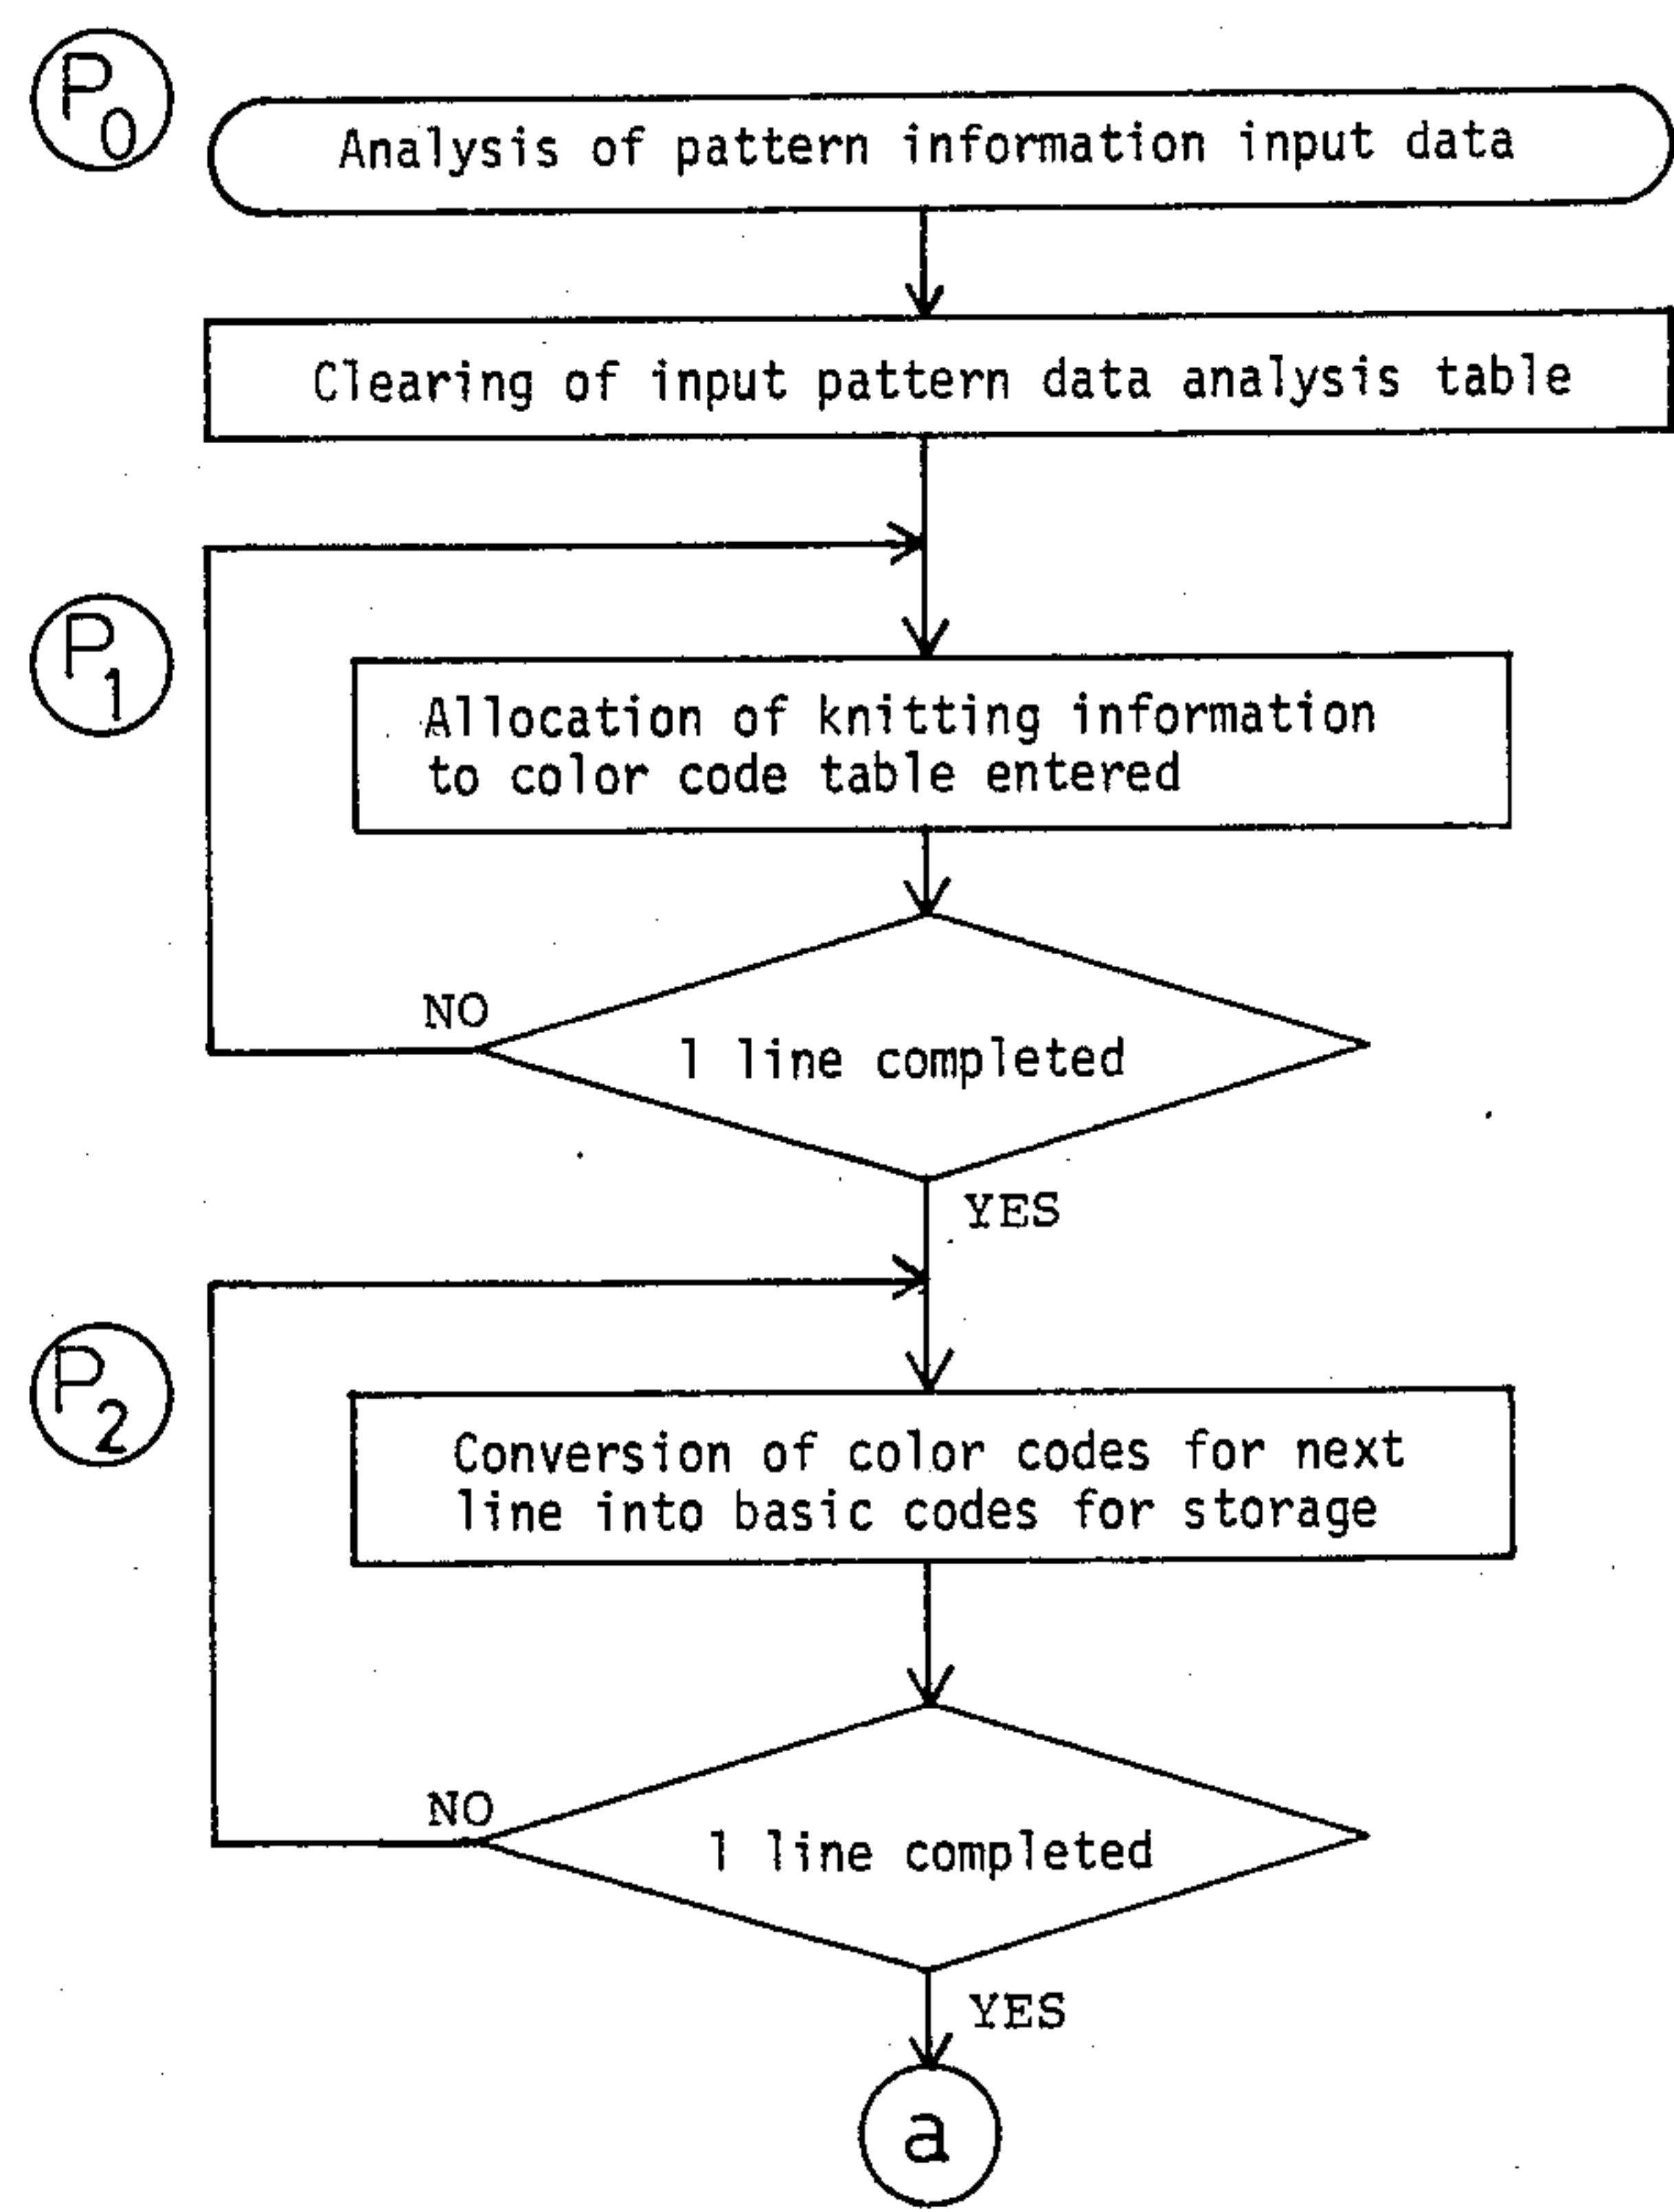 P0
Analysis of pattern information input data
Clearing of input pattern data analysis table
P1
Allocation of knitting information
to color code table entered
NO
1 line completed
YES
P2
Conversion of color codes for next
line into basic codes for storage
NO
1 line completed
YES
a